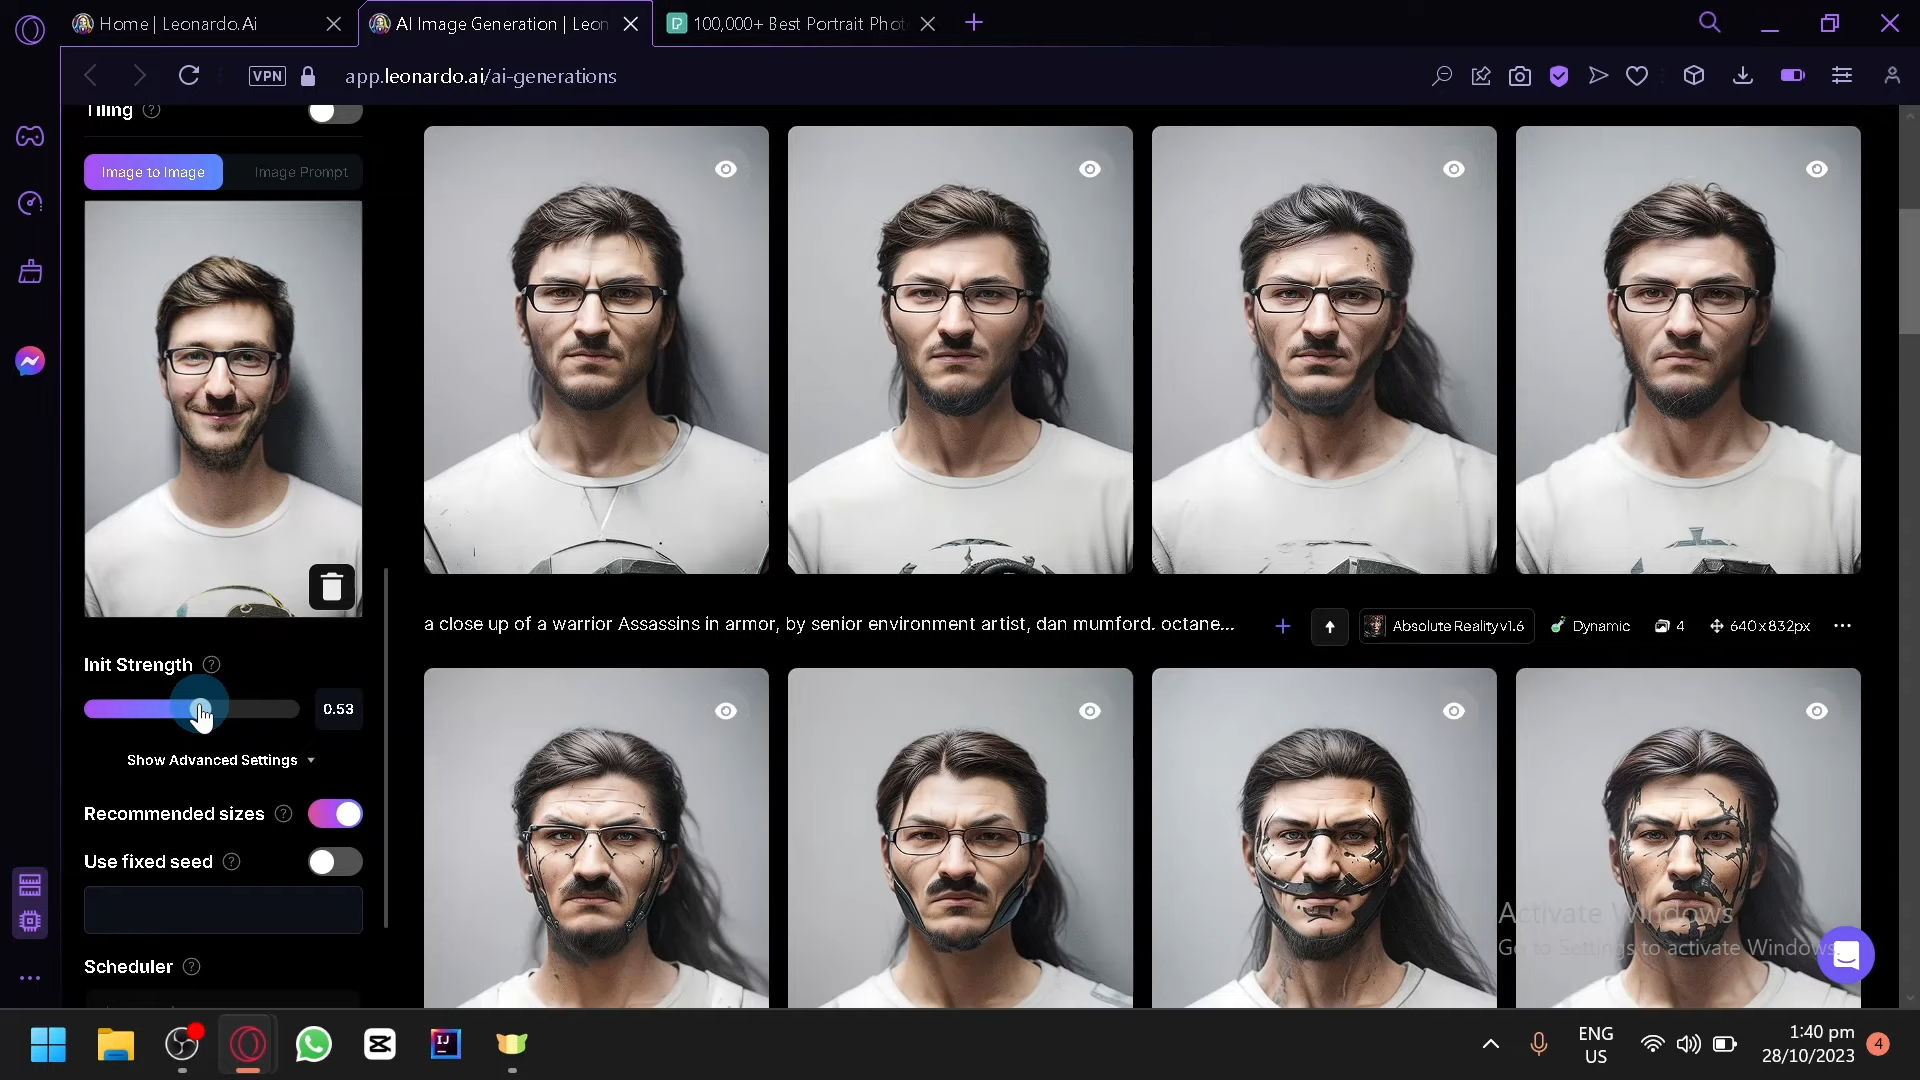 Home | Leonardo.Ai
AI Image Generation | Leon
100,000+ Best Portrait Phot
VPN
app.leonardo.ai/ai-generations
Tiling
Image to Image
Image Prompt
Init Strength
0.53
Show Advanced Settings
Recommended sizes
Use fixed seed
Scheduler
a close up of a warrior Assassins in armor, by senior environment artist, dan mumford. octane...
Absolute Reality v1.6
Dynamic
4
640 x 832px
Activate Windows
Go to Settings to activate Windows.
ENG
US
1:40 pm
28/10/2023
4